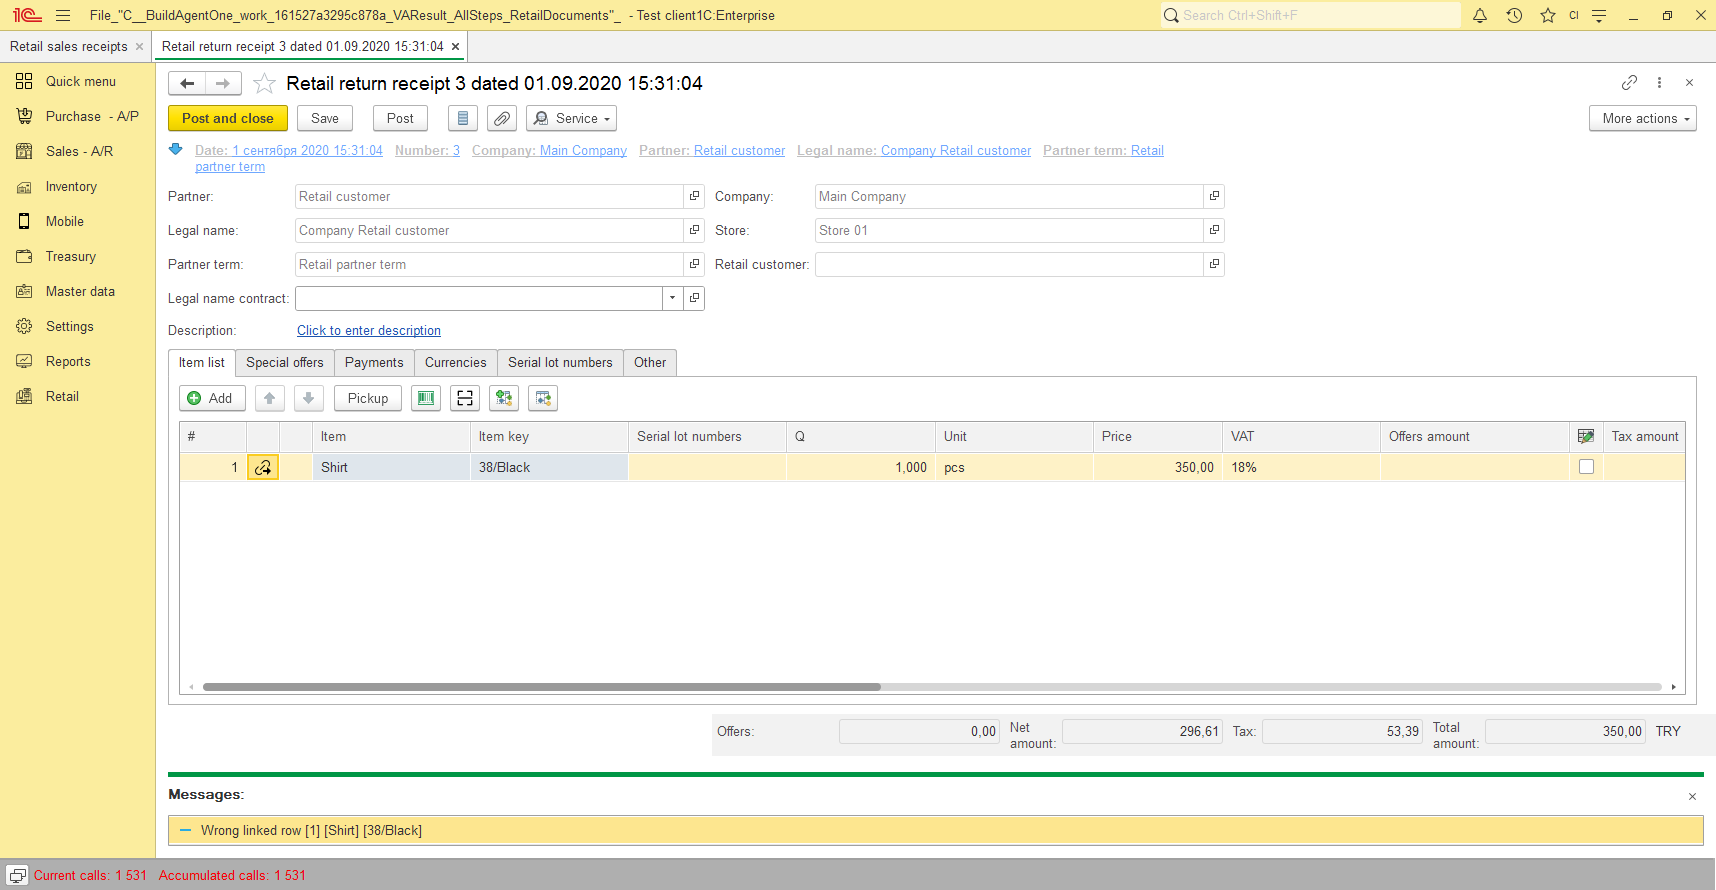 File_"C__BuildAgentOne_work_161527a3295c878a_VAResult_AllSteps_RetailDocuments"_ - Test client1C:Enterprise
Search Ctrl+Shift+F
CI
Retail sales receipts
Retail return receipt 3 dated 01.09.2020 15:31:04
Quick menu
Purchase - A/P
Sales - A/R
Inventory
Mobile
Treasury
Master data
Settings
Reports
Retail
Retail return receipt 3 dated 01.09.2020 15:31:04
Post and close
Save
Post
Service
More actions
Date: 1 сентября 2020 15:31:04 Number: 3 Company: Main Company Partner: Retail customer Legal name: Company Retail customer Partner term: Retail
partner term
Partner: Retail customer Company: Main Company
Legal name: Company Retail customer Store: Store 01
Partner term: Retail partner term Retail customer:
Legal name contract:
Description: Click to enter description
Item list Special offers Payments Currencies Serial lot numbers Other
Add Pickup
# Item Item key Serial lot numbers Q Unit Price VAT Offers amount Tax amount
1 Shirt 38/Black 1,000 pcs 350,00 18%
Offers: 0,00 Net amount: 296,61 Tax: 53,39 Total amount: 350,00 TRY
Messages:
Wrong linked row [1] [Shirt] [38/Black]
Current calls: 1 531 Accumulated calls: 1 531